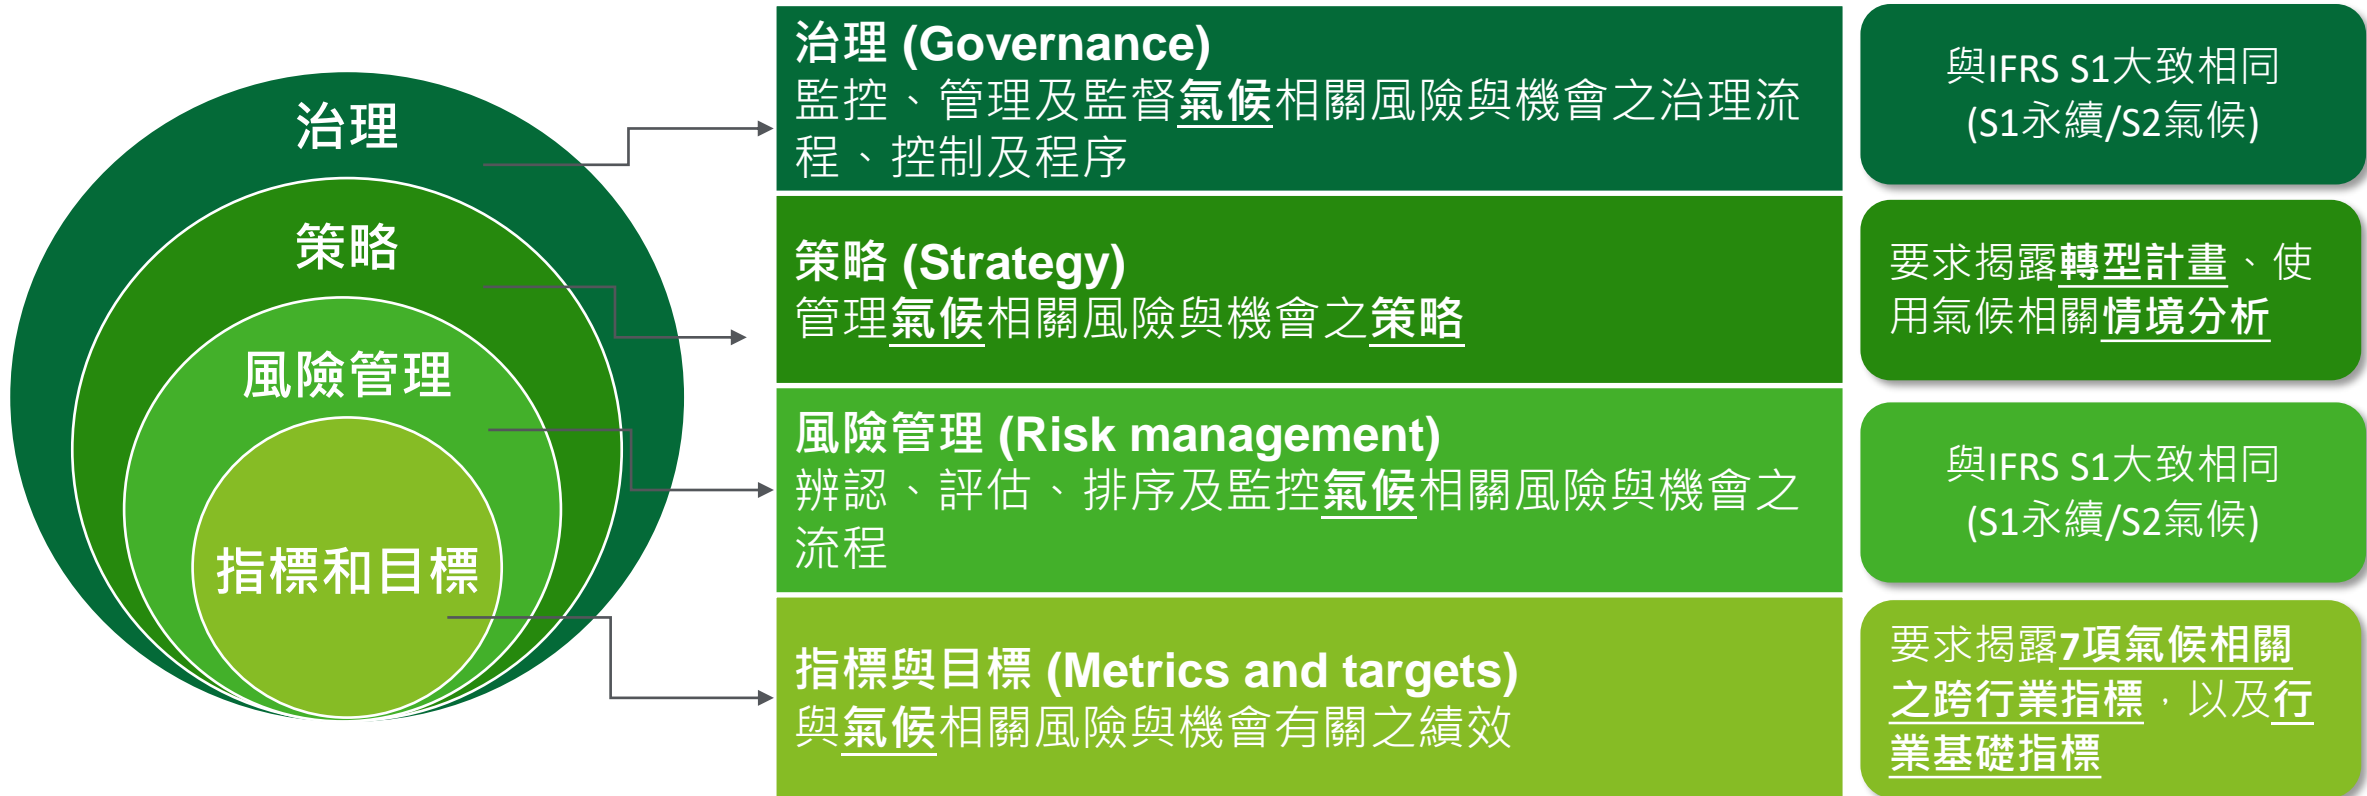 治理
策略
風險管理
指標和目標
治理 (Governance)
監控、管理及監督氣候相關風險與機會之治理流
程、控制及程序
與IFRS S1大致相同
(S1永續/S2氣候)
策略 (Strategy)
管理氣候相關風險與機會之策略
要求揭露轉型計畫、使
用氣候相關情境分析
風險管理 (Risk management)
辨認、評估、排序及監控氣候相關風險與機會之
流程
與IFRS S1大致相同
(S1永續/S2氣候)
指標與目標 (Metrics and targets)
與氣候相關風險與機會有關之績效
要求揭露7項氣候相關
之跨行業指標，以及行
業基礎指標